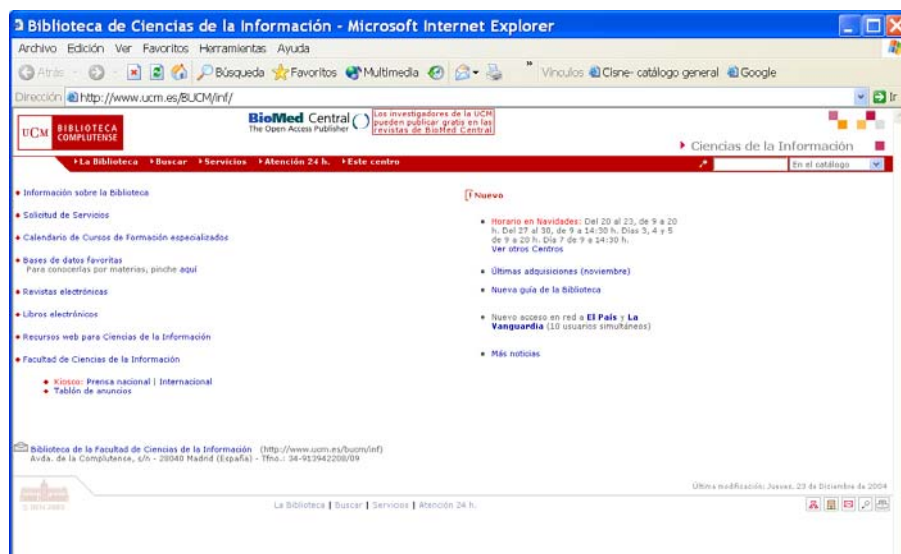 Biblioteca de Ciencias de la Información - Microsoft Internet Explorer
Archivo Edición Ver Favoritos Herramientas Ayuda
Atrás Búsqueda Favoritos Multimedia » Vínculos Cisne- catálogo general Google
Dirección http://www.ucm.es/BUCM/inf/ Ir
UCM BIBLIOTECA COMPLUTENSE
BioMed Central
The Open Access Publisher
Los investigadores de la UCM
pueden publicar gratis en las
revistas de BioMed Central
Ciencias de la Información
La Biblioteca Buscar Servicios Atención 24 h. Este centro En el catálogo
Información sobre la Biblioteca
Solicitud de Servicios
Calendario de Cursos de Formación especializados
Bases de datos favoritas
Para conocerlas por materias, pinche aquí
Revistas electrónicas
Libros electrónicos
Recursos web para Ciencias de la Información
Facultad de Ciencias de la Información
Kiosco: Prensa nacional | Internacional
Tablón de anuncios
Nuevo
Horario en Navidades: Del 20 al 23, de 9 a 20
h. Del 27 al 30, de 9 a 14:30 h. Días 3, 4 y 5
de 9 a 20 h. Día 7 de 9 a 14:30 h.
Ver otros Centros
Últimas adquisiciones (noviembre)
Nueva guía de la Biblioteca
Nuevo acceso en red a El País y La
Vanguardia (10 usuarios simultáneos)
Más noticias
Biblioteca de la Facultad de Ciencias de la Información (http://www.ucm.es/bucm/inf)
Avda. de la Complutense, s/n - 28040 Madrid (España) - Tfno.: 34-913942208/09
Última modificación: Jueves, 23 de Diciembre de 2004
La Biblioteca | Buscar | Servicios | Atención 24 h.